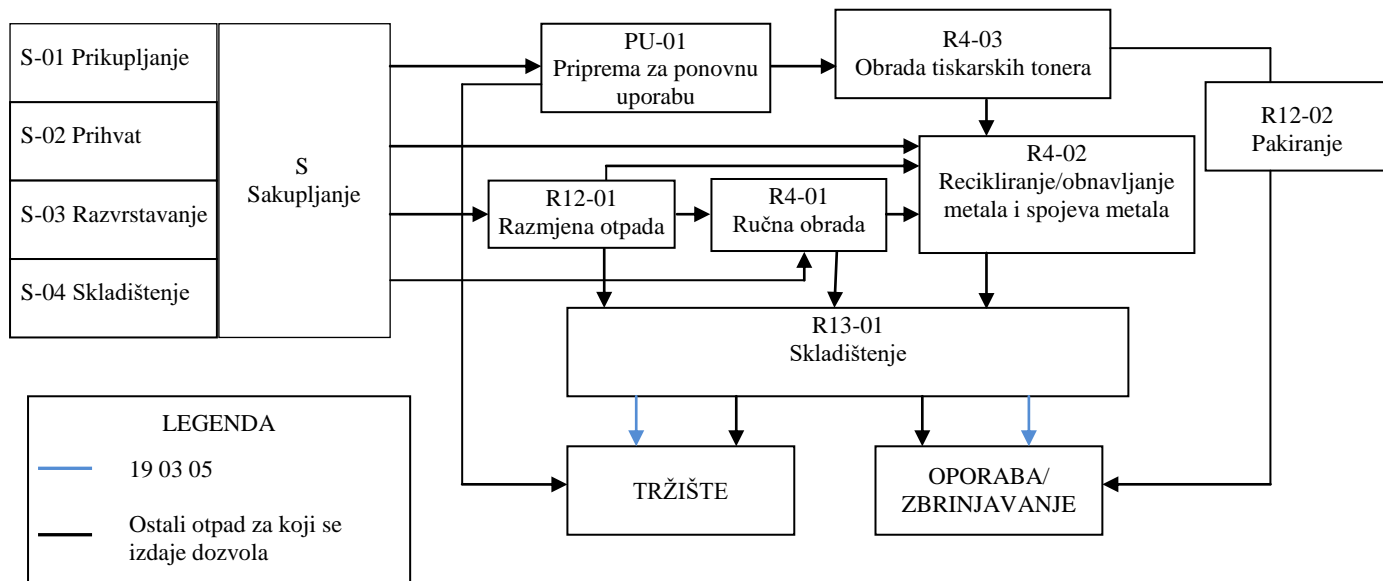 S-01 Prikupljanje
S-02 Prihvat
S-03 Razvrstavanje
S-04 Skladištenje
S
Sakupljanje
PU-01
Priprema za ponovnu
uporabu
R4-03
Obrada tiskarskih tonera
R12-02
Pakiranje
R4-02
Recikliranje/obnavljanje
metala i spojeva metala
R12-01
Razmjena otpada
R4-01
Ručna obrada
R13-01
Skladištenje
TRŽIŠTE
OPORABA/
ZBRINJAVANJE
LEGENDA
19 03 05
Ostali otpad za koji se
izdaje dozvola